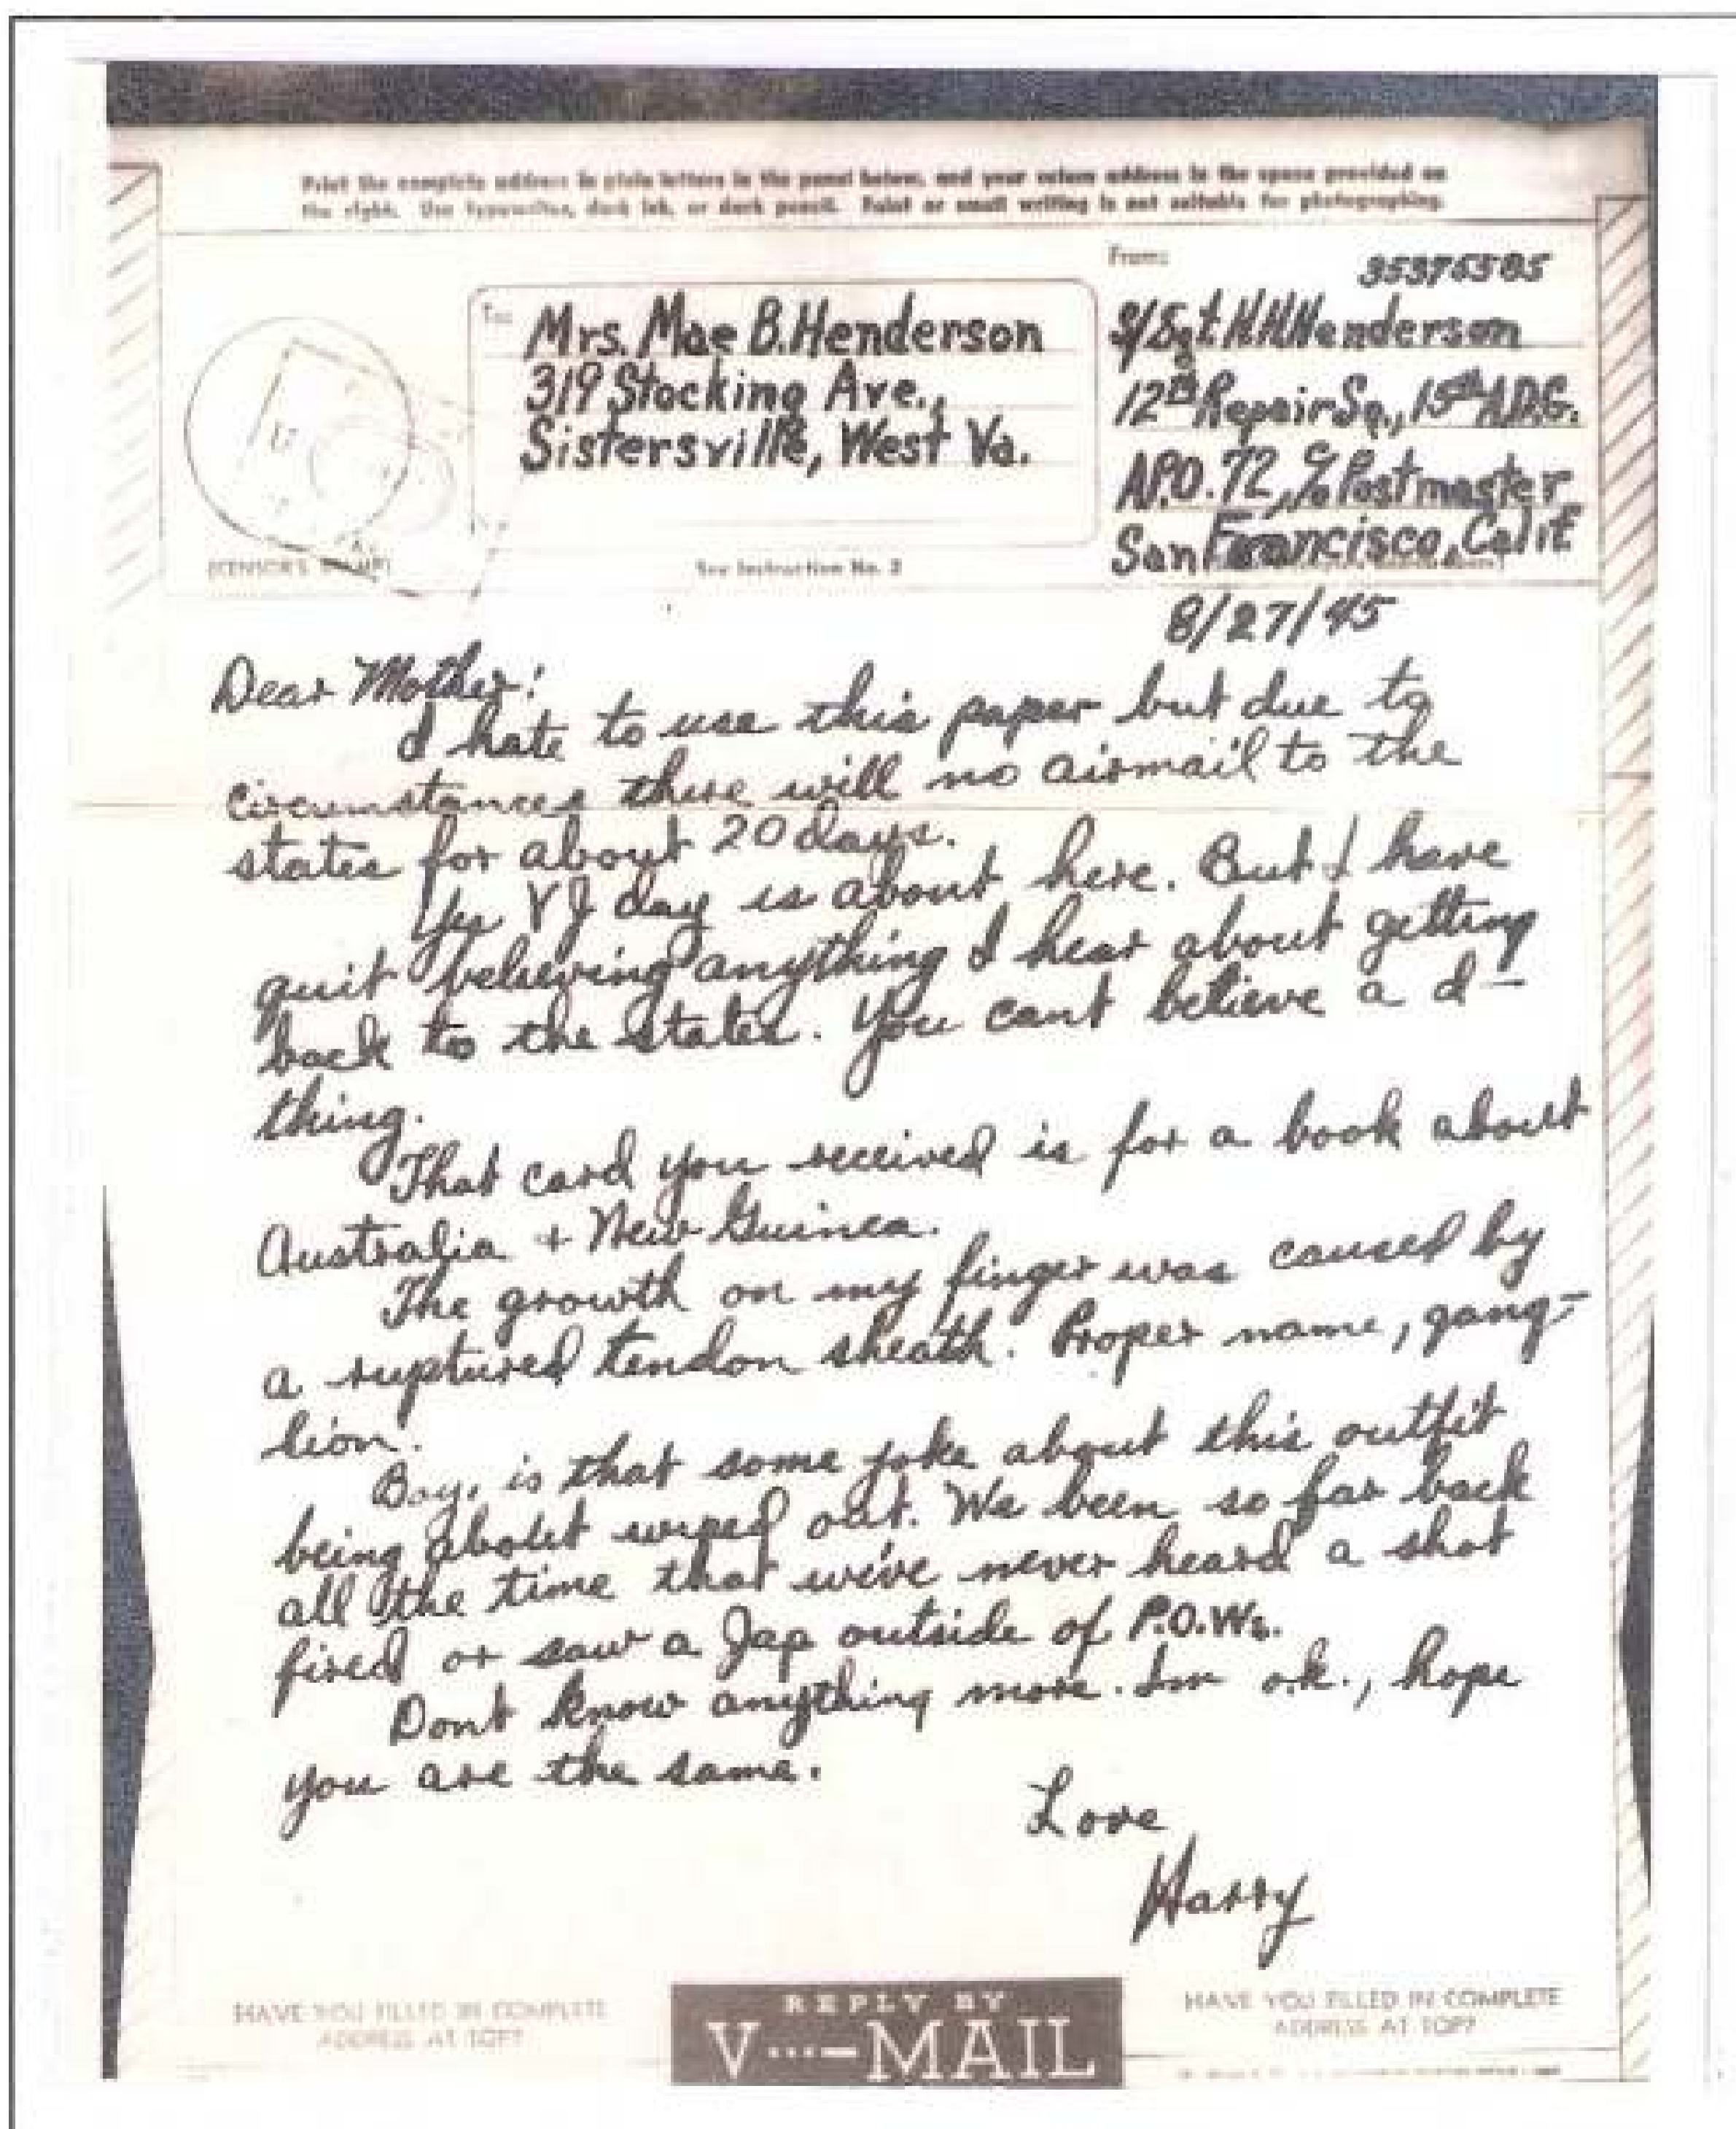 Print the complete address in plain letters in the panel below, and your return address in the space provided on
the right. Use typewriter, dark ink, or dark pencil. Faint or small writing is not suitable for photographing.
From:
35376585
To:
Mrs. Mae B. Henderson
319 Stocking Ave.,
Sistersville, West Va.
S/Sgt. H H Henderson
12th Repair Sq., 15th A.D.G.
A.P.O. 72, c/o Postmaster
San Francisco, Calif
(CENSOR'S STAMP)
See Instruction No. 2
8/27/45
Dear Mother:
I hate to use this paper but due to
circumstances there will no airmail to the
states for about 20 days.
Yes VJ day is about here. But I have
quit believing anything I hear about getting
back to the states. You cant believe a d-
thing.
That card you received is for a book about
Australia + New Guinea.
The growth on my finger was caused by
a ruptured tendon sheath. Proper name, gang-
lion.
Boy, is that some joke about this outfit
being about wiped out. We been so far back
all the time that we've never heard a shot
fired or saw a Jap outside of P.O.Ws.
Dont know anything more. Im o.k., hope
you are the same.
Love
Harry
HAVE YOU FILLED IN COMPLETE
ADDRESS AT TOP?
REPLY BY
V···—MAIL
HAVE YOU FILLED IN COMPLETE
ADDRESS AT TOP?